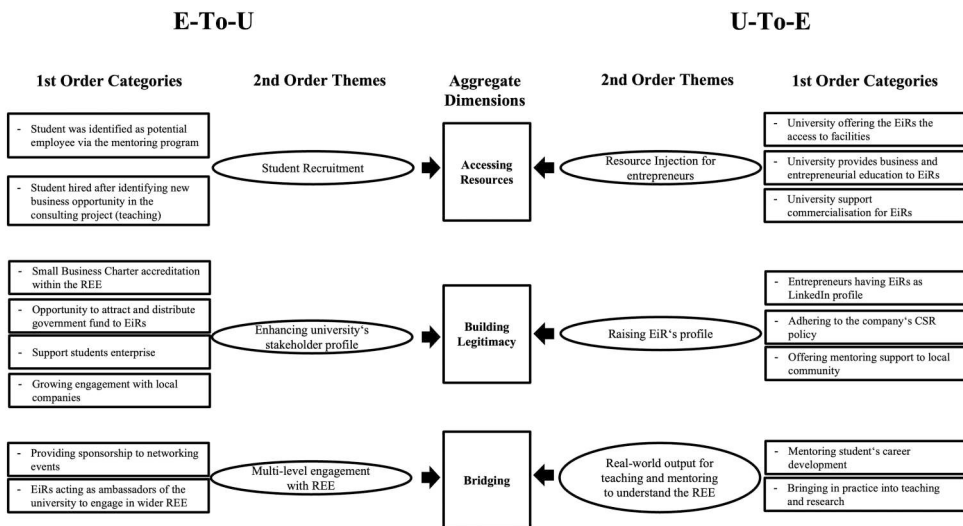 E-To-U
U-To-E
1st Order Categories
2nd Order Themes
Aggregate
Dimensions
2nd Order Themes
1st Order Categories
- Student was identified as potential
employee via the mentoring program
- Student hired after identifying new
business opportunity in the
consulting project (teaching)
Student Recruitment
Accessing
Resources
Resource Injection for
entrepreneurs
- University offering the EiRs the
access to facilities
- University provides business and
entrepreneurial education to EiRs
- University support
commercialisation for EiRs
- Small Business Charter accreditation
within the REE
- Opportunity to attract and distribute
government fund to EiRs
- Support students enterprise
- Growing engagement with local
companies
Enhancing university‘s
stakeholder profile
Building
Legitimacy
Raising EiR‘s profile
- Entrepreneurs having EiRs as
LinkedIn profile
- Adhering to the company‘s CSR
policy
- Offering mentoring support to local
community
- Providing sponsorship to networking
events
- EiRs acting as ambassadors of the
university to engage in wider REE
Multi-level engagement
with REE
Bridging
Real-world output for
teaching and mentoring
to understand the REE
- Mentoring student‘s career
development
- Bringing in practice into teaching
and research